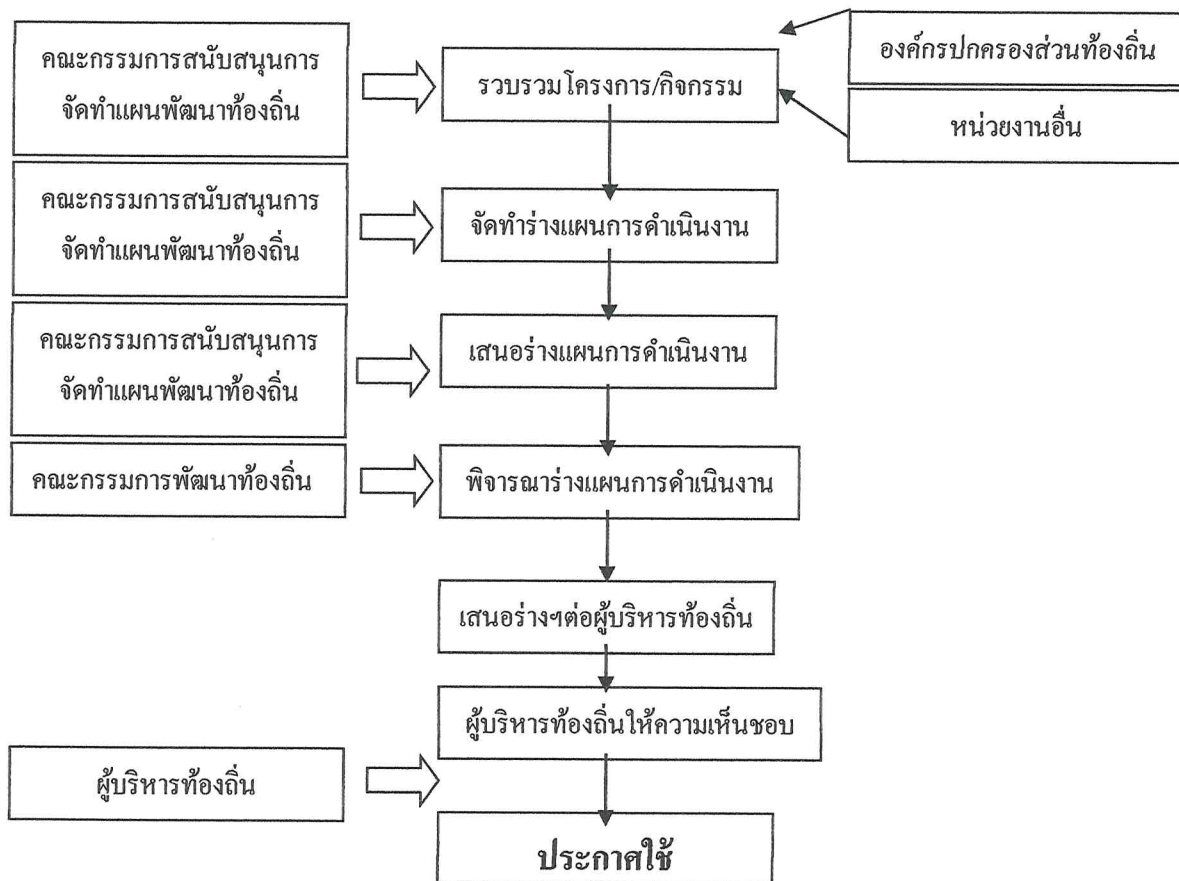 คณะกรรมการสนับสนุนการ
จัดทำแผนพัฒนาท้องถิ่น
รวบรวมโครงการ/กิจกรรม
องค์กรปกครองส่วนท้องถิ่น
หน่วยงานอื่น
คณะกรรมการสนับสนุนการ
จัดทำแผนพัฒนาท้องถิ่น
จัดทำร่างแผนการดำเนินงาน
คณะกรรมการสนับสนุนการ
จัดทำแผนพัฒนาท้องถิ่น
เสนอร่างแผนการดำเนินงาน
คณะกรรมการพัฒนาท้องถิ่น
พิจารณาร่างแผนการดำเนินงาน
เสนอร่างฯต่อผู้บริหารท้องถิ่น
ผู้บริหารท้องถิ่นให้ความเห็นชอบ
ผู้บริหารท้องถิ่น
ประกาศใช้